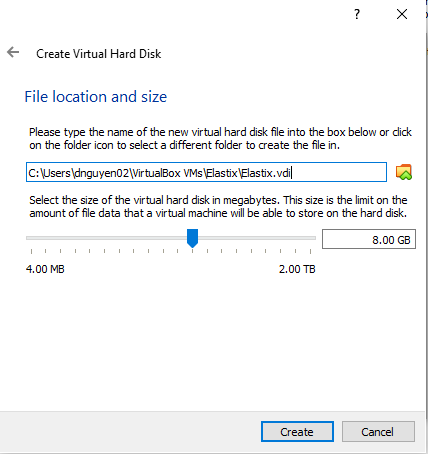 ?
Create Virtual Hard Disk
File location and size
Please type the name of the new virtual hard disk file into the box below or click
on the folder icon to select a different folder to create the file in.
C:\Users\dnguyen02\VirtualBox VMs\Elastix\Elastix.vdi
Select the size of the virtual hard disk in megabytes. This size is the limit on the
amount of file data that a virtual machine will be able to store on the hard disk.
8.00 GB
4.00 MB 2.00 TB
Create Cancel